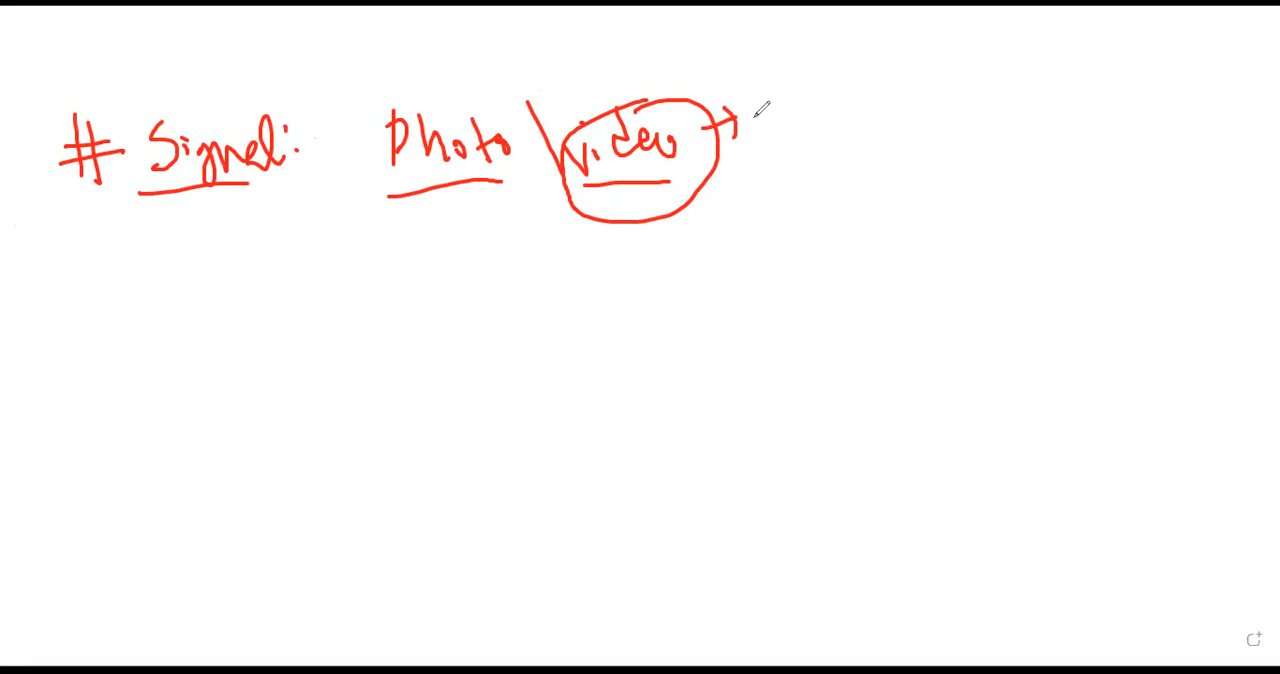 # Signal: Photo \ video →